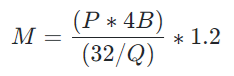 M = (P * 4B) / (32/Q) * 1.2